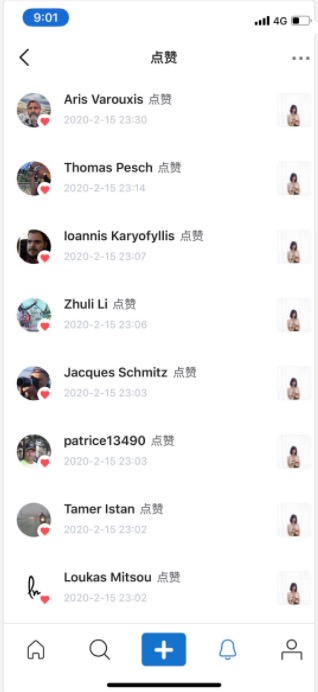 9:01
4G
点赞
Aris Varouxis 点赞
2020-2-15 23:30
Thomas Pesch 点赞
2020-2-15 23:14
Ioannis Karyofyllis 点赞
2020-2-15 23:07
Zhuli Li 点赞
2020-2-15 23:06
Jacques Schmitz 点赞
2020-2-15 23:03
patrice13490 点赞
2020-2-15 23:03
Tamer Istan 点赞
2020-2-15 23:02
Loukas Mitsou 点赞
2020-2-15 23:02